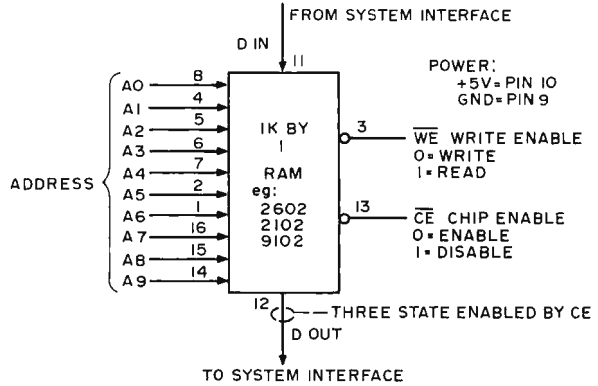 FROM SYSTEM INTERFACE
D IN
11
POWER:
+5V=PIN 10
GND=PIN 9
ADDRESS
A0 8
A1 4
A2 5
A3 6
A4 7
A5 2
A6 1
A7 16
A8 15
A9 14
1K BY
1
RAM
eg:
2602
2102
9102
3
WE WRITE ENABLE
0=WRITE
1=READ
13
CE CHIP ENABLE
0=ENABLE
1=DISABLE
12
THREE STATE ENABLED BY CE
D OUT
TO SYSTEM INTERFACE